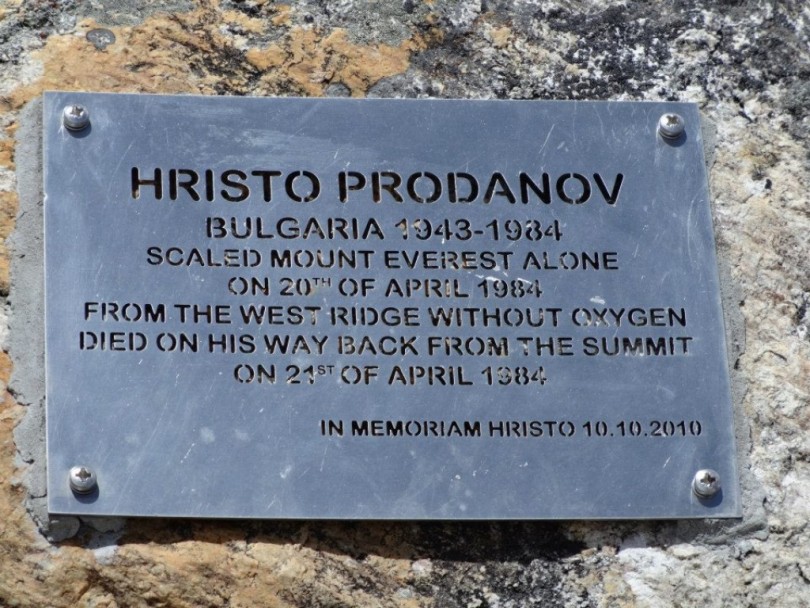 HRISTO PRODANOV
BULGARIA 1943-1984
SCALED MOUNT EVEREST ALONE
ON 20TH OF APRIL 1984
FROM THE WEST RIDGE WITHOUT OXYGEN
DIED ON HIS WAY BACK FROM THE SUMMIT
ON 21ST OF APRIL 1984
IN MEMORIAM HRISTO 10.10.2010